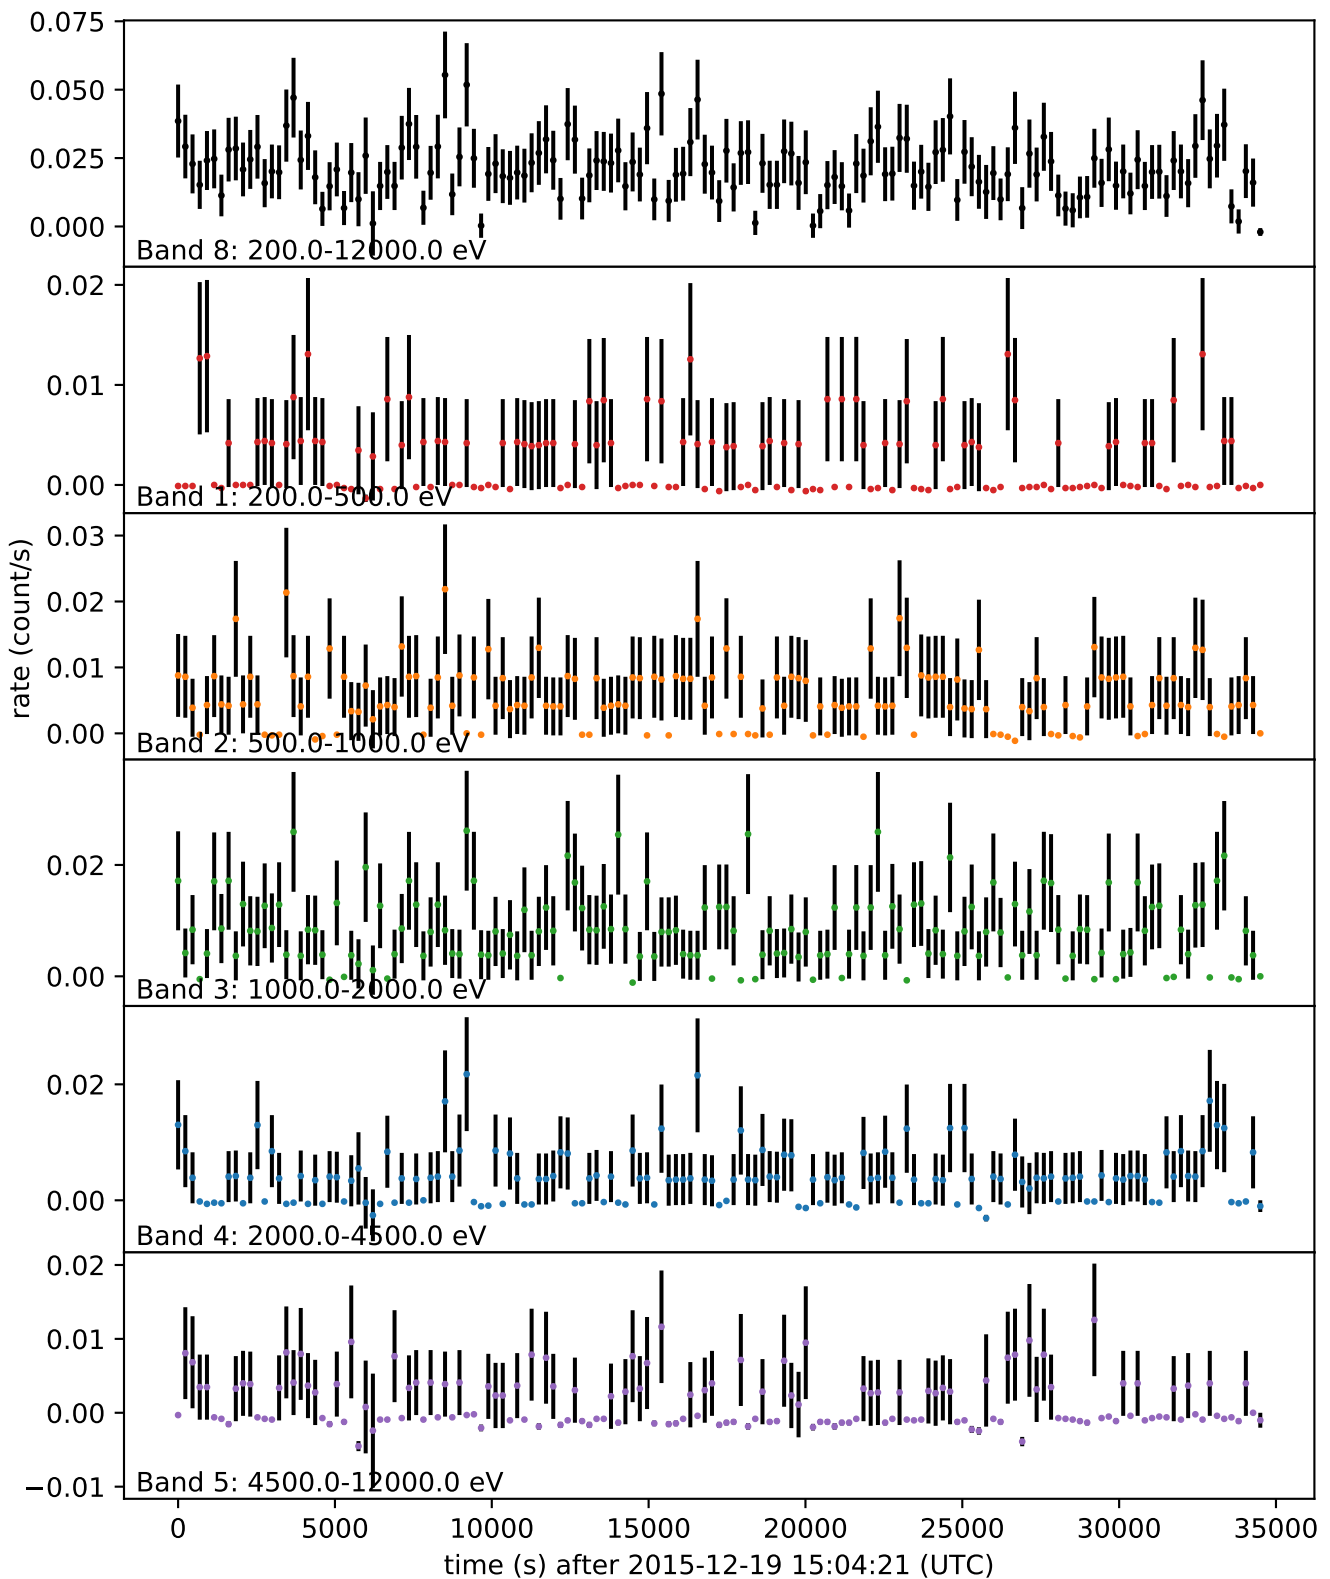 0.075
0.050
0.025
0.000
Band 8: 200.0-12000.0 eV
0.02
0.01
0.00
Band 1: 200.0-500.0 eV
0.03
0.02
0.01
0.00
Band 2: 500.0-1000.0 eV
rate (count/s)
0.02
0.00
Band 3: 1000.0-2000.0 eV
0.02
0.00
Band 4: 2000.0-4500.0 eV
0.02
0.01
0.00
−0.01
Band 5: 4500.0-12000.0 eV
0 5000 10000 15000 20000 25000 30000 35000
time (s) after 2015-12-19 15:04:21 (UTC)